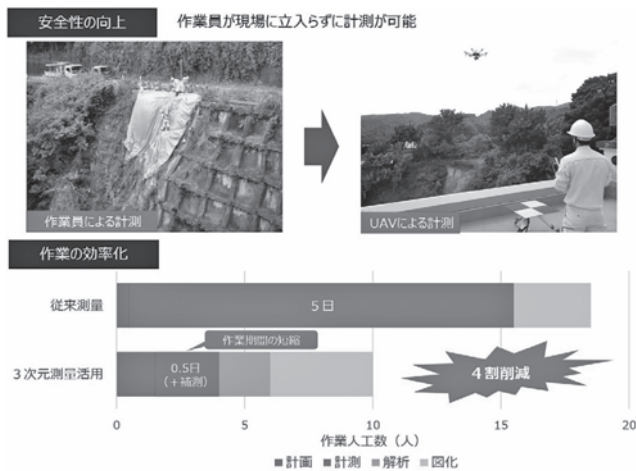 安全性の向上
作業員が現場に立入らずに計測が可能
作業員による計測
UAVによる計測
作業の効率化
従来測量
5日
作業期間の短縮
3次元測量活用
0.5日
(+補測)
4割削減
0
5
10
15
20
作業人工数(人)
■計画 ■計測 ■解析 ■図化